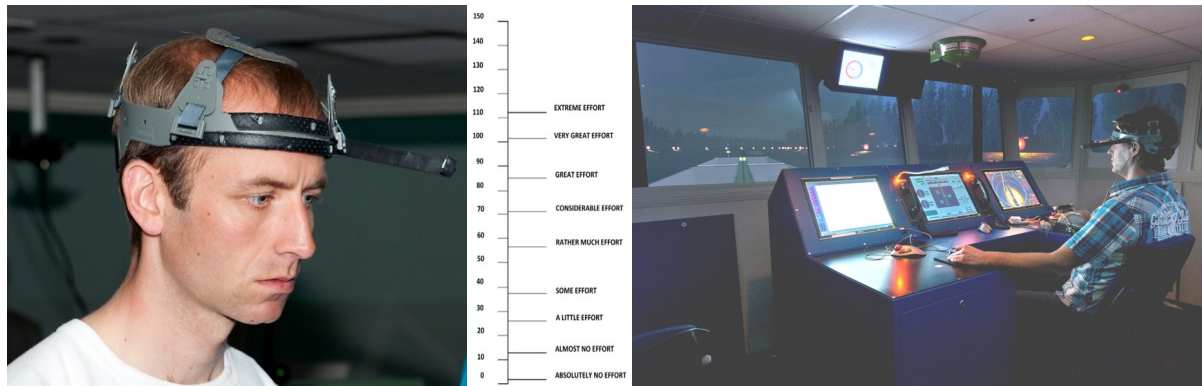 150
140
130
120
110
EXTREME EFFORT
100
VERY GREAT EFFORT
90
GREAT EFFORT
80
70
CONSIDERABLE EFFORT
60
RATHER MUCH EFFORT
50
40
SOME EFFORT
30
A LITTLE EFFORT
20
ALMOST NO EFFORT
10
0
ABSOLUTELY NO EFFORT